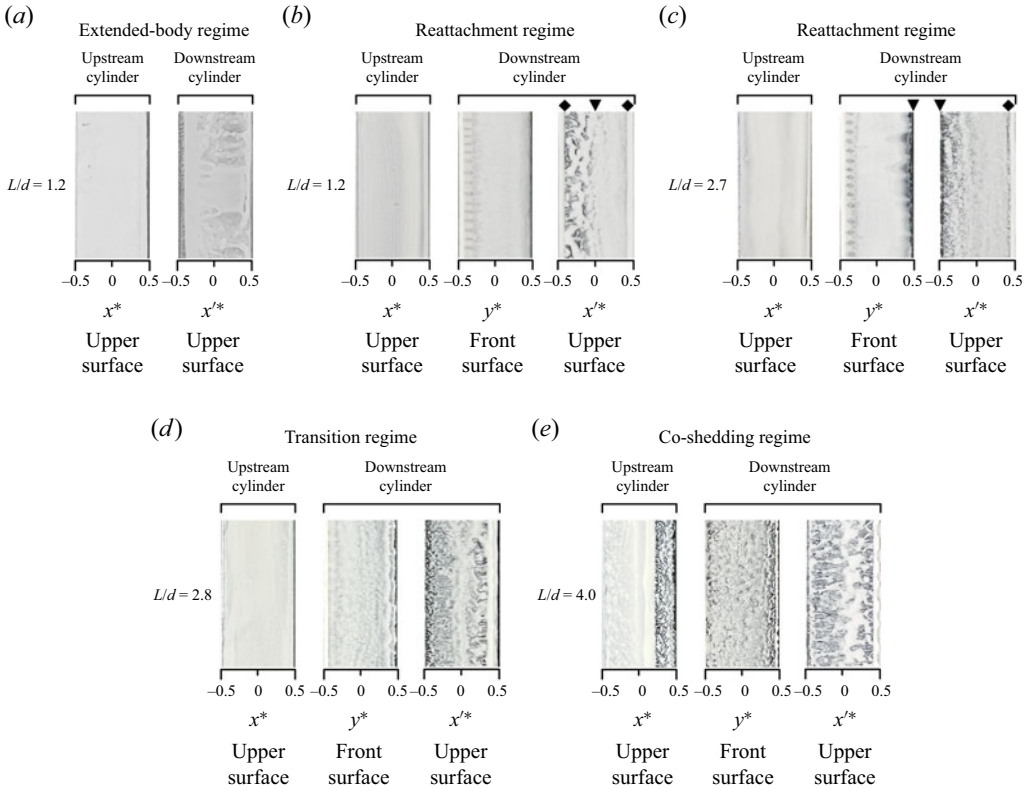 (a)
Extended-body regime
Upstream cylinder
Downstream cylinder
L/d = 1.2
–0.5 0 0.5
–0.5 0 0.5
x*
x′*
Upper surface
Upper surface
(b)
Reattachment regime
Upstream cylinder
Downstream cylinder
L/d = 1.2
–0.5 0 0.5
–0.5 0 0.5
–0.5 0 0.5
x*
y*
x′*
Upper surface
Front surface
Upper surface
(c)
Reattachment regime
Upstream cylinder
Downstream cylinder
L/d = 2.7
–0.5 0 0.5
–0.5 0 0.5
–0.5 0 0.5
x*
y*
x′*
Upper surface
Front surface
Upper surface
(d)
Transition regime
Upstream cylinder
Downstream cylinder
L/d = 2.8
–0.5 0 0.5
–0.5 0 0.5
–0.5 0 0.5
x*
y*
x′*
Upper surface
Front surface
Upper surface
(e)
Co-shedding regime
Upstream cylinder
Downstream cylinder
L/d = 4.0
–0.5 0 0.5
–0.5 0 0.5
–0.5 0 0.5
x*
y*
x′*
Upper surface
Front surface
Upper surface